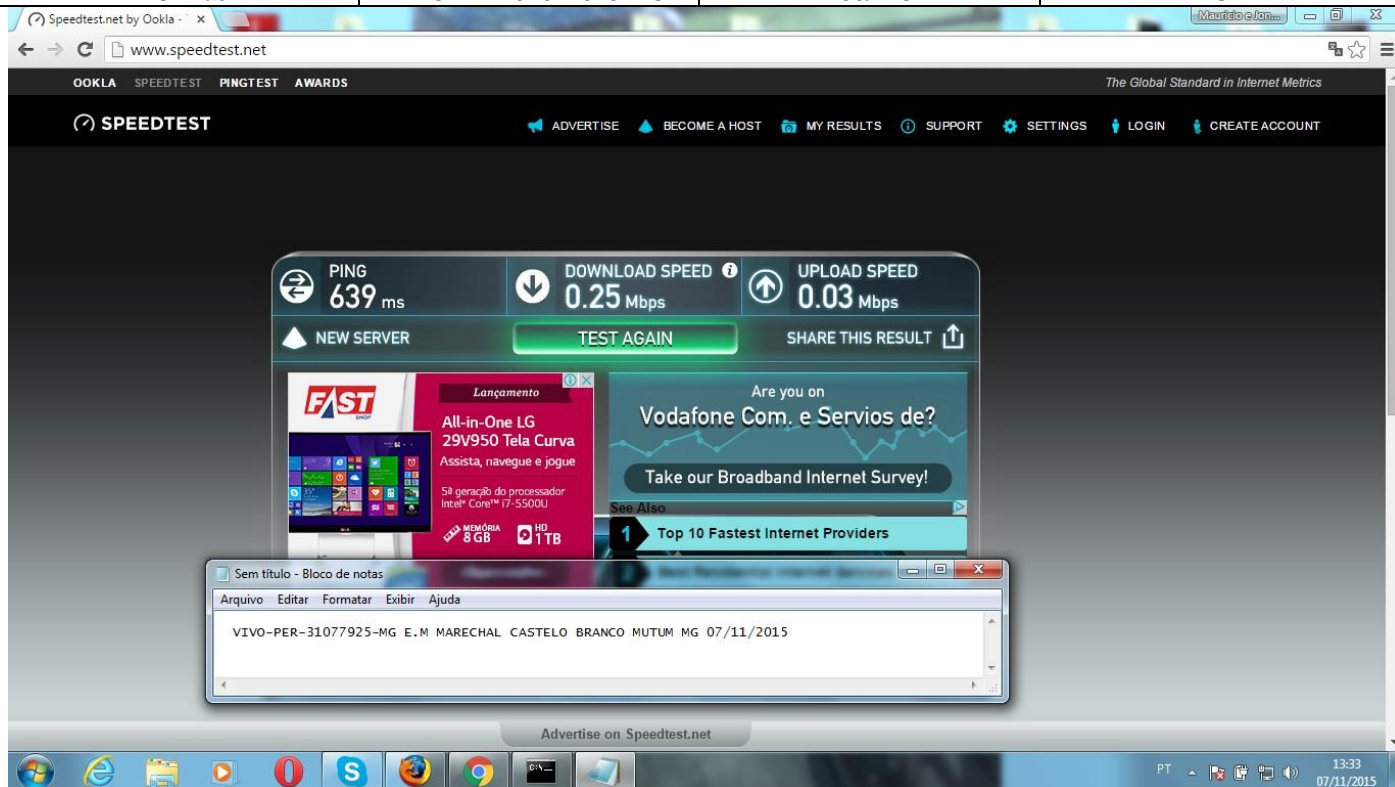 Speedtest.net by Ookla -
www.speedtest.net
OOKLA SPEEDTEST PINGTEST AWARDS
The Global Standard in Internet Metrics
SPEEDTEST
ADVERTISE BECOME A HOST MY RESULTS SUPPORT SETTINGS LOGIN CREATE ACCOUNT
PING DOWNLOAD SPEED UPLOAD SPEED
639 ms 0.25 Mbps 0.03 Mbps
NEW SERVER TEST AGAIN SHARE THIS RESULT
FAST
SHOP
Lançamento
All-in-One LG
29V950 Tela Curva
Assista, navegue e jogue
5ª geração do processador
Intel® Core™ i7-5500U
MEMÓRIA 8 GB HD 1 TB
Are you on
Vodafone Com. e Servios de?
Take our Broadband Internet Survey!
See Also
1 Top 10 Fastest Internet Providers
Sem título - Bloco de notas
Arquivo Editar Formatar Exibir Ajuda
VIVO-PER-31077925-MG E.M MARECHAL CASTELO BRANCO MUTUM MG 07/11/2015
Advertise on Speedtest.net
PT
13:33
07/11/2015